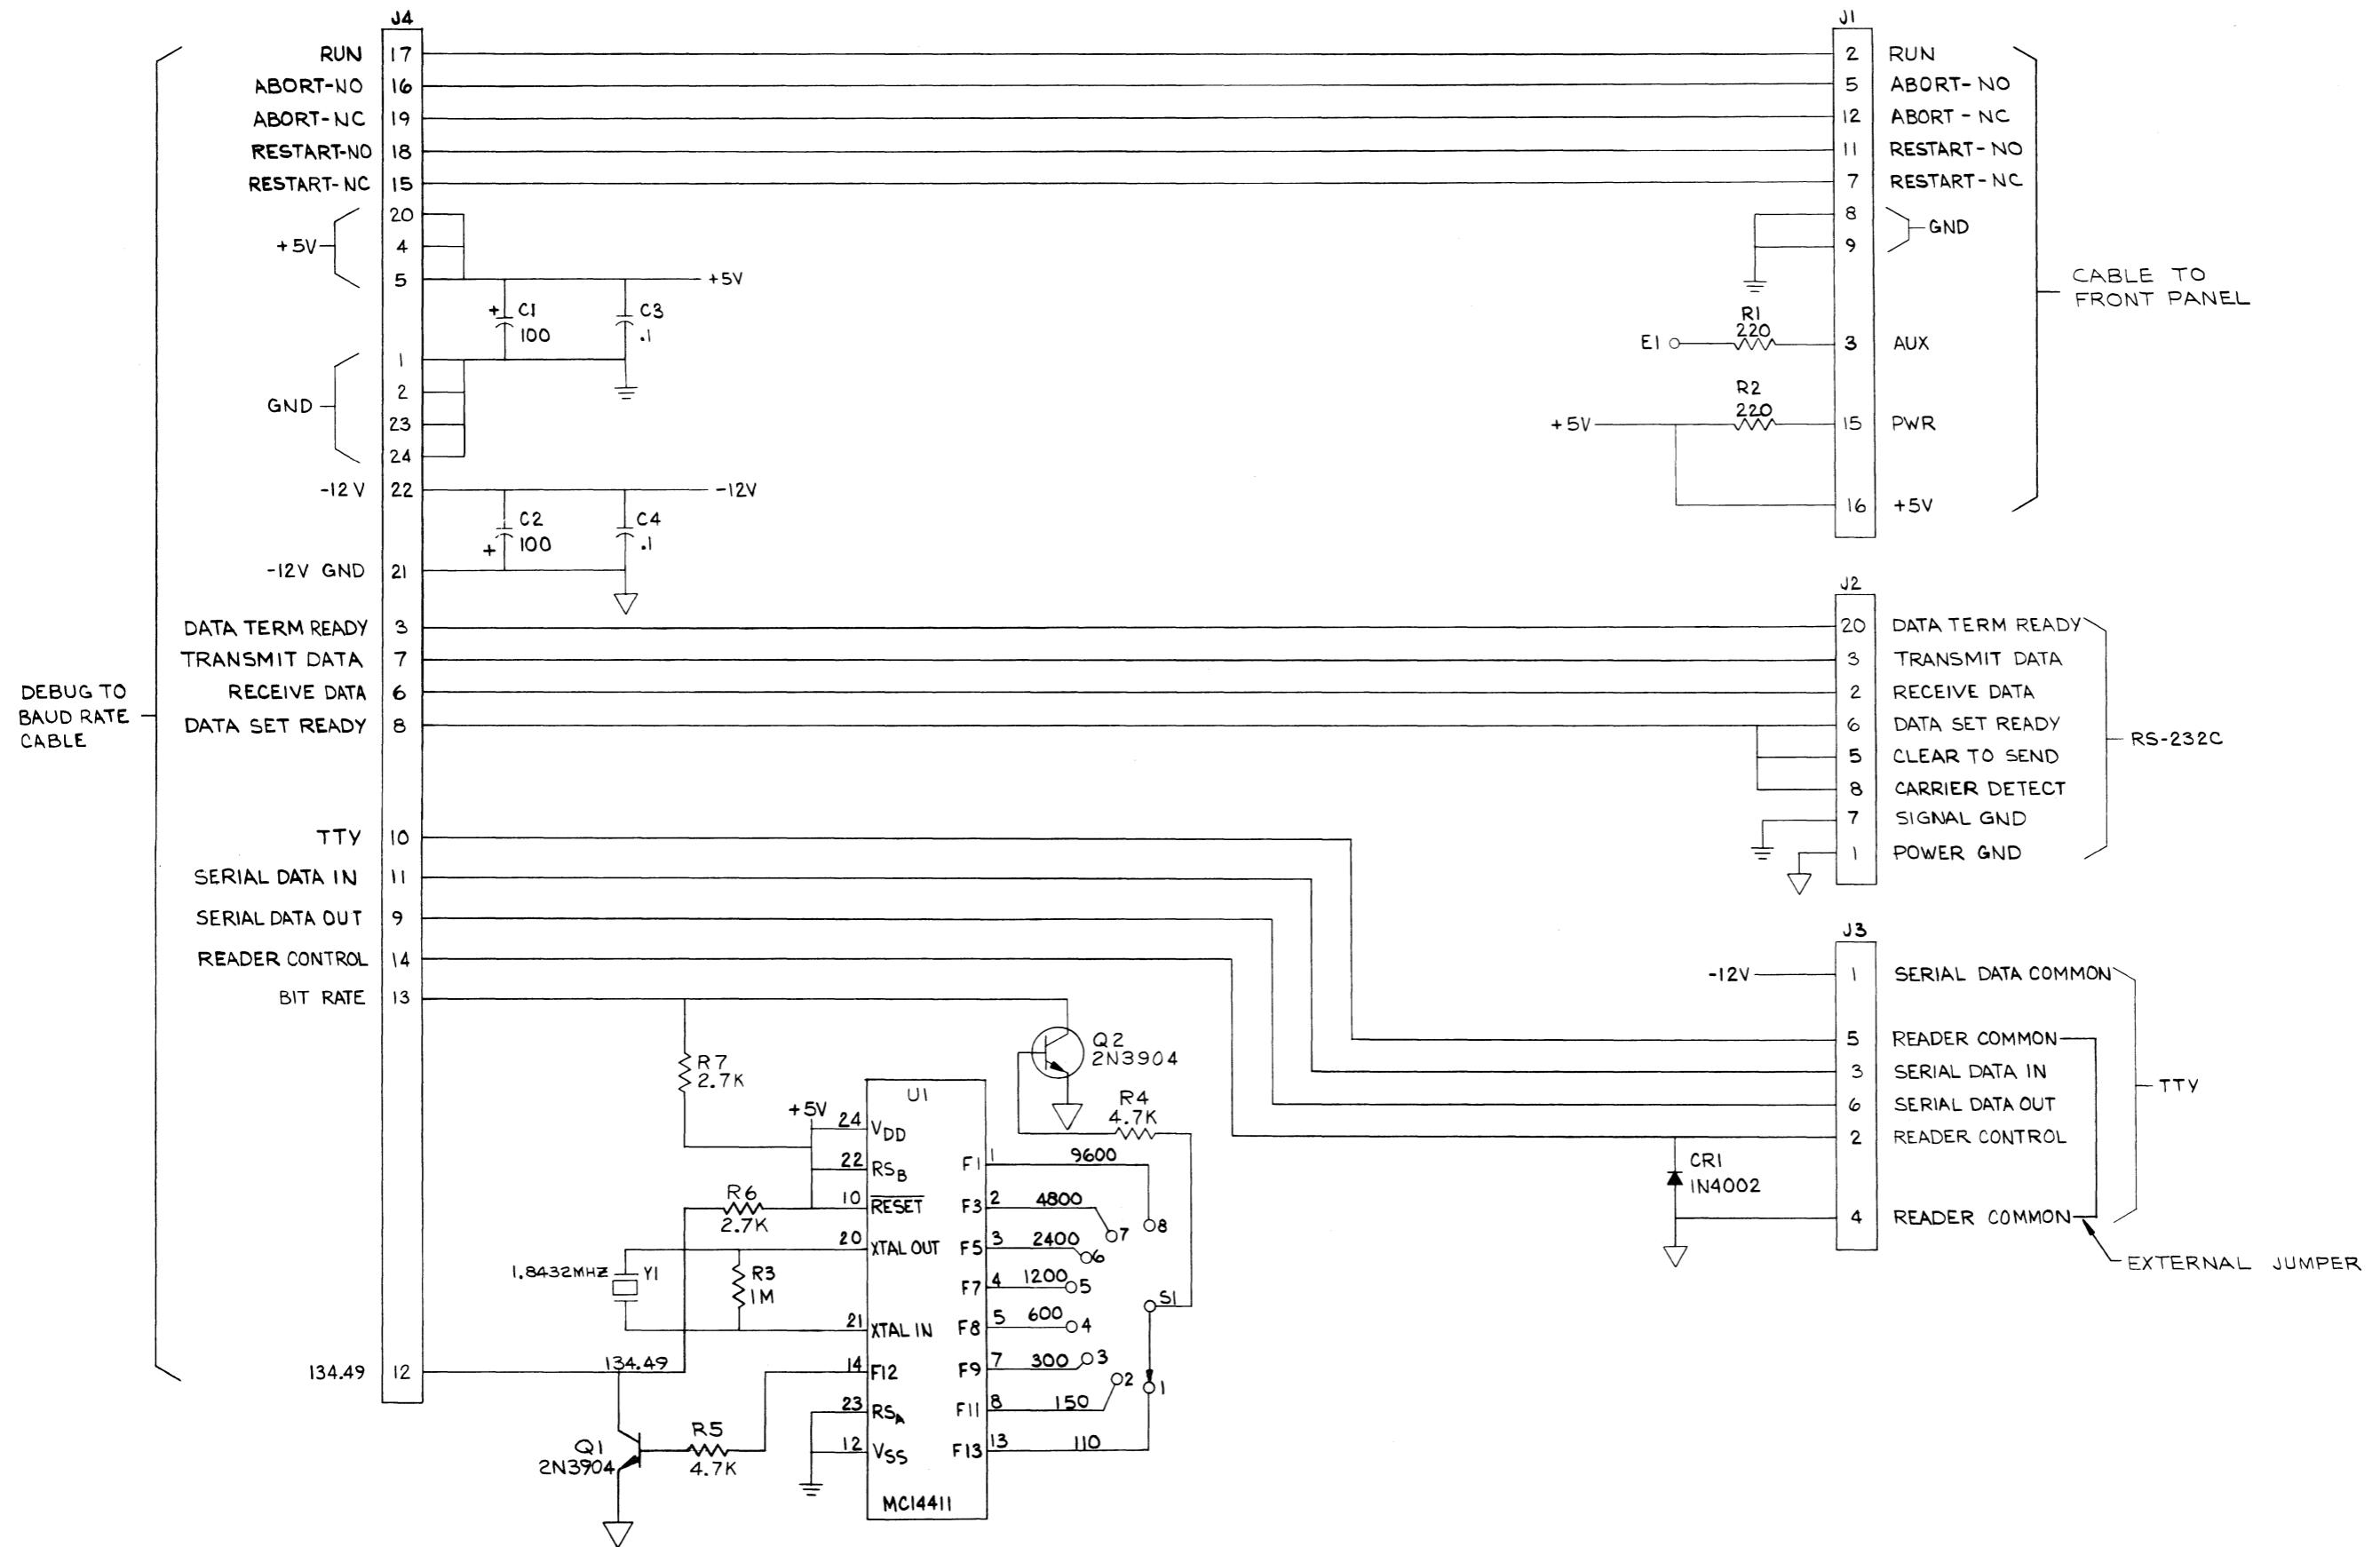 J4
RUN 17
ABORT-NO 16
ABORT-NC 19
RESTART-NO 18
RESTART-NC 15
20
+5V 4
5 +5V
+ C1
100
C3
.1
1
2
GND
23
24
-12V 22 -12V
C2
+ 100
C4
.1
-12V GND 21
DATA TERM READY 3
TRANSMIT DATA 7
RECEIVE DATA 6
DATA SET READY 8
DEBUG TO
BAUD RATE
CABLE
TTY 10
SERIAL DATA IN 11
SERIAL DATA OUT 9
READER CONTROL 14
BIT RATE 13
134.49 12 134.49
J1
2 RUN
5 ABORT-NO
12 ABORT-NC
11 RESTART-NO
7 RESTART-NC
8
GND
9
CABLE TO
FRONT PANEL
R1
220
E1 3 AUX
R2
220
+5V 15 PWR
16 +5V
J2
20 DATA TERM READY
3 TRANSMIT DATA
2 RECEIVE DATA
6 DATA SET READY
RS-232C
5 CLEAR TO SEND
8 CARRIER DETECT
7 SIGNAL GND
1 POWER GND
J3
-12V 1 SERIAL DATA COMMON
5 READER COMMON
3 SERIAL DATA IN
TTY
6 SERIAL DATA OUT
2 READER CONTROL
CR1
1N4002
4 READER COMMON
EXTERNAL JUMPER
R7
2.7K
Q2
2N3904
R4
4.7K
U1
+5V
24 VDD
22 RSB
10 RESET
R6
2.7K
20 XTAL OUT
1.8432MHZ Y1
R3
1M
21 XTAL IN
14 F12
23 RSA
12 VSS
R5
4.7K
Q1
2N3904
F1 1 9600 8
F3 2 4800 7
F5 3 2400 6
F7 4 1200 5
S1
F8 5 600 4
F9 7 300 3
F11 8 150 2
1
F13 13 110
MC14411